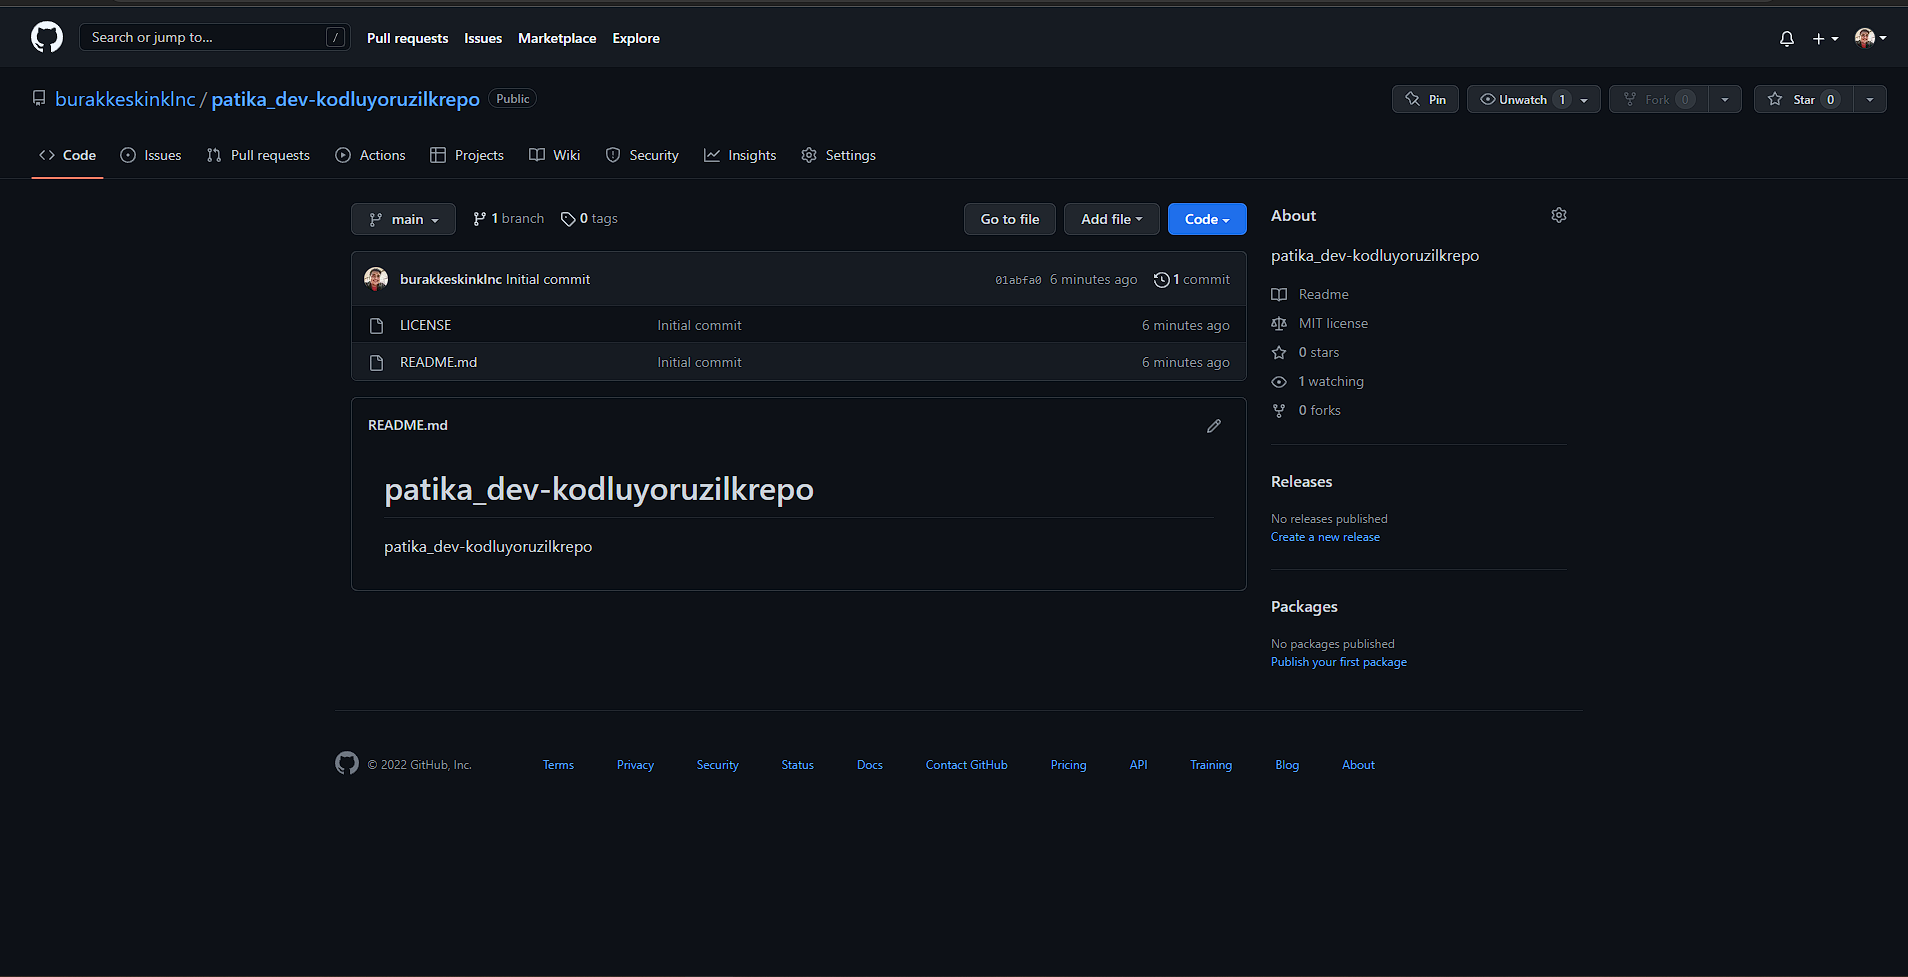 Search or jump to... /
Pull requests Issues Marketplace Explore
burakkeskinklnc / patika_dev-kodluyoruzilkrepo Public
Pin Unwatch 1 Fork 0 Star 0
Code Issues Pull requests Actions Projects Wiki Security Insights Settings
main 1 branch 0 tags Go to file Add file Code
burakkeskinklnc Initial commit 01abfa0 6 minutes ago 1 commit
LICENSE Initial commit 6 minutes ago
README.md Initial commit 6 minutes ago
README.md
patika_dev-kodluyoruzilkrepo
patika_dev-kodluyoruzilkrepo
About
patika_dev-kodluyoruzilkrepo
Readme
MIT license
0 stars
1 watching
0 forks
Releases
No releases published
Create a new release
Packages
No packages published
Publish your first package
© 2022 GitHub, Inc. Terms Privacy Security Status Docs Contact GitHub Pricing API Training Blog About